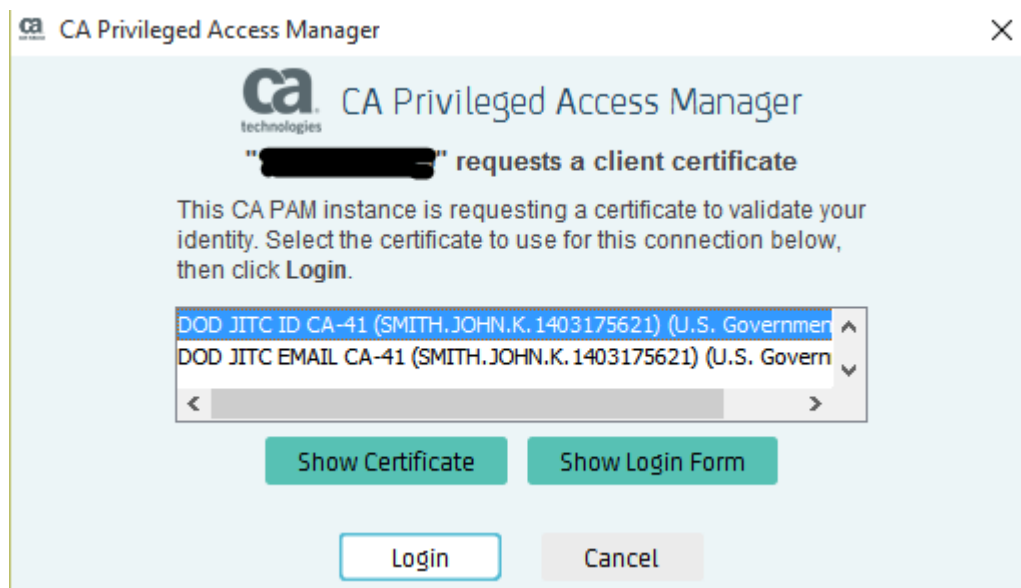 ca CA Privileged Access Manager
ca technologies CA Privileged Access Manager
"" requests a client certificate
This CA PAM instance is requesting a certificate to validate your
identity. Select the certificate to use for this connection below,
then click Login.
DOD JITC ID CA-41 (SMITH.JOHN.K.1403175621) (U.S. Governmen
DOD JITC EMAIL CA-41 (SMITH.JOHN.K.1403175621) (U.S. Govern
Show Certificate Show Login Form
Login Cancel